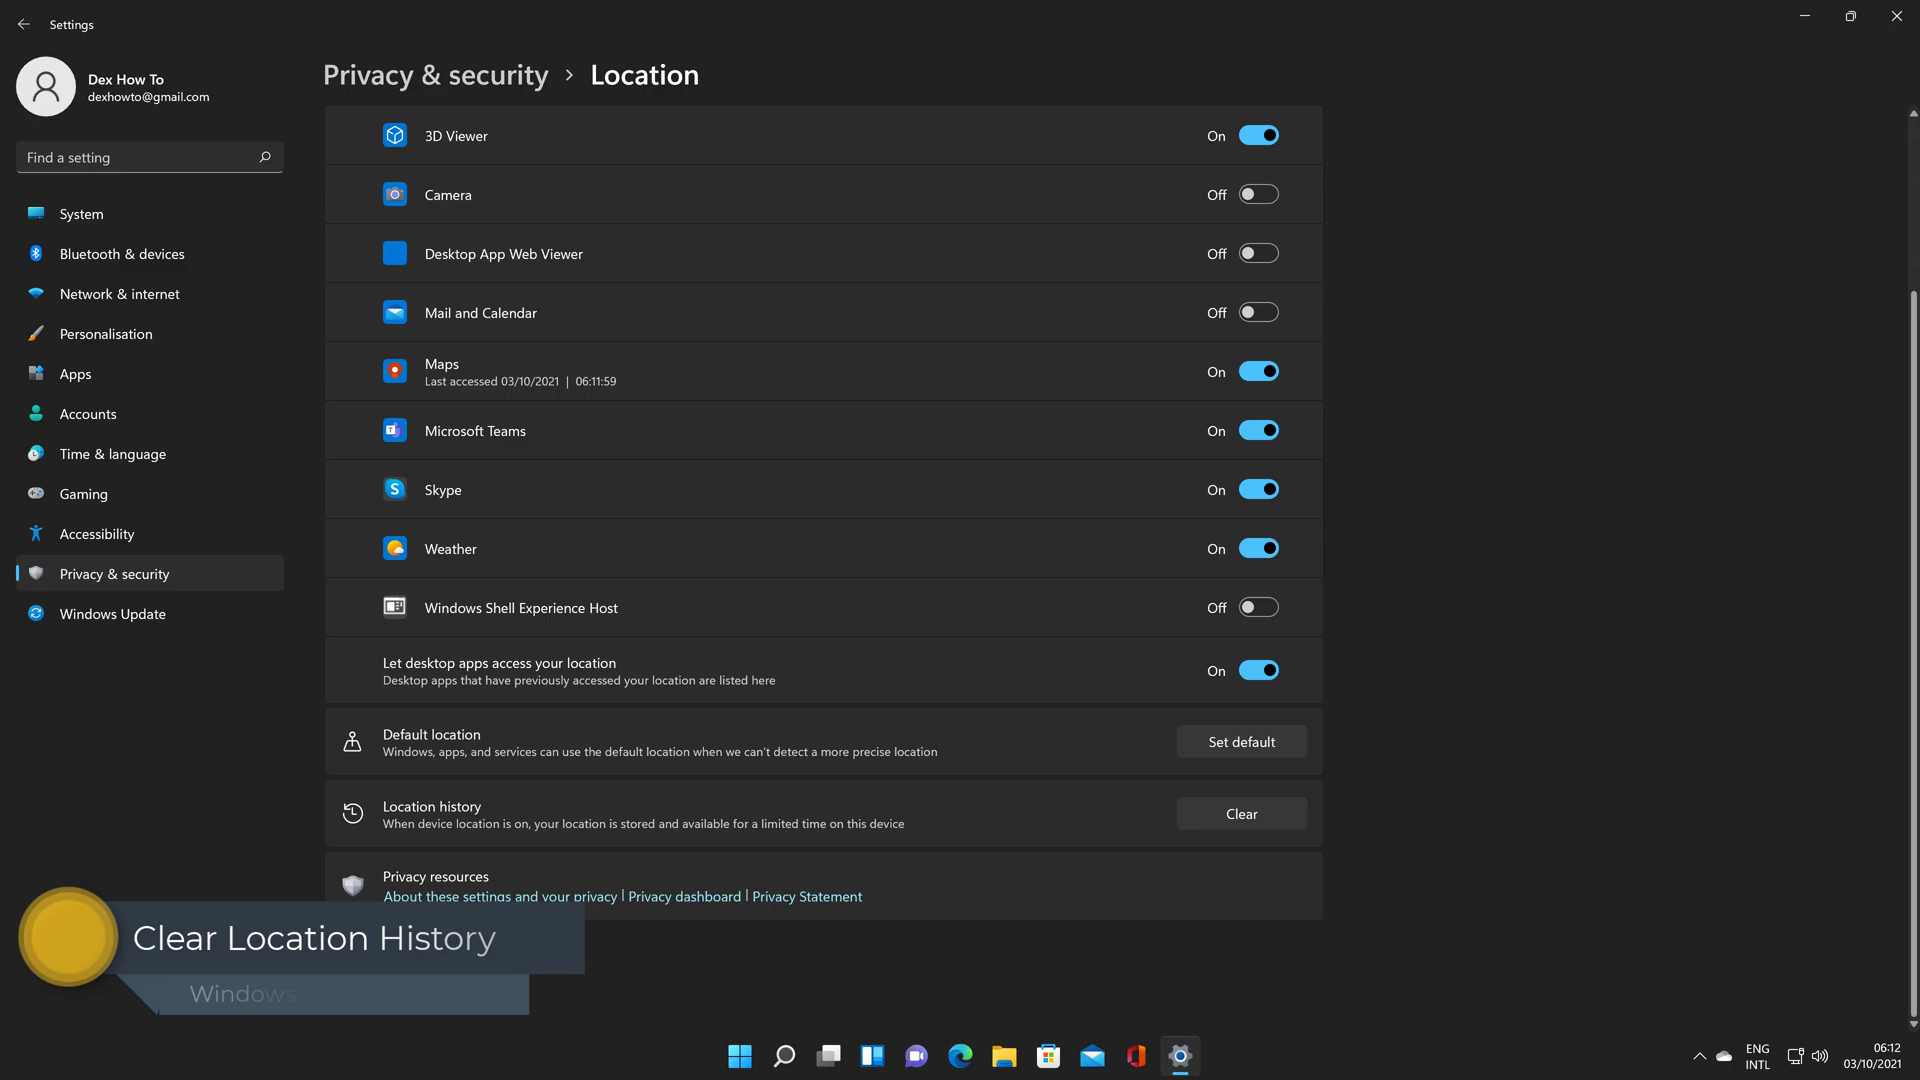 Settings
Dex How To
dexhowto@gmail.com
Find a setting
System
Bluetooth & devices
Network & internet
Personalisation
Apps
Accounts
Time & language
Gaming
Accessibility
Privacy & security
Windows Update
Privacy & security > Location
3D Viewer On
Camera Off
Desktop App Web Viewer Off
Mail and Calendar Off
Maps On
Last accessed 03/10/2021 | 06:11:59
Microsoft Teams On
Skype On
Weather On
Windows Shell Experience Host Off
Let desktop apps access your location On
Desktop apps that have previously accessed your location are listed here
Default location
Windows, apps, and services can use the default location when we can't detect a more precise location
Set default
Location history
When device location is on, your location is stored and available for a limited time on this device
Clear
Privacy resources
About these settings and your privacy | Privacy dashboard | Privacy Statement
Clear Location History
Windows
ENG
INTL
06:12
03/10/2021